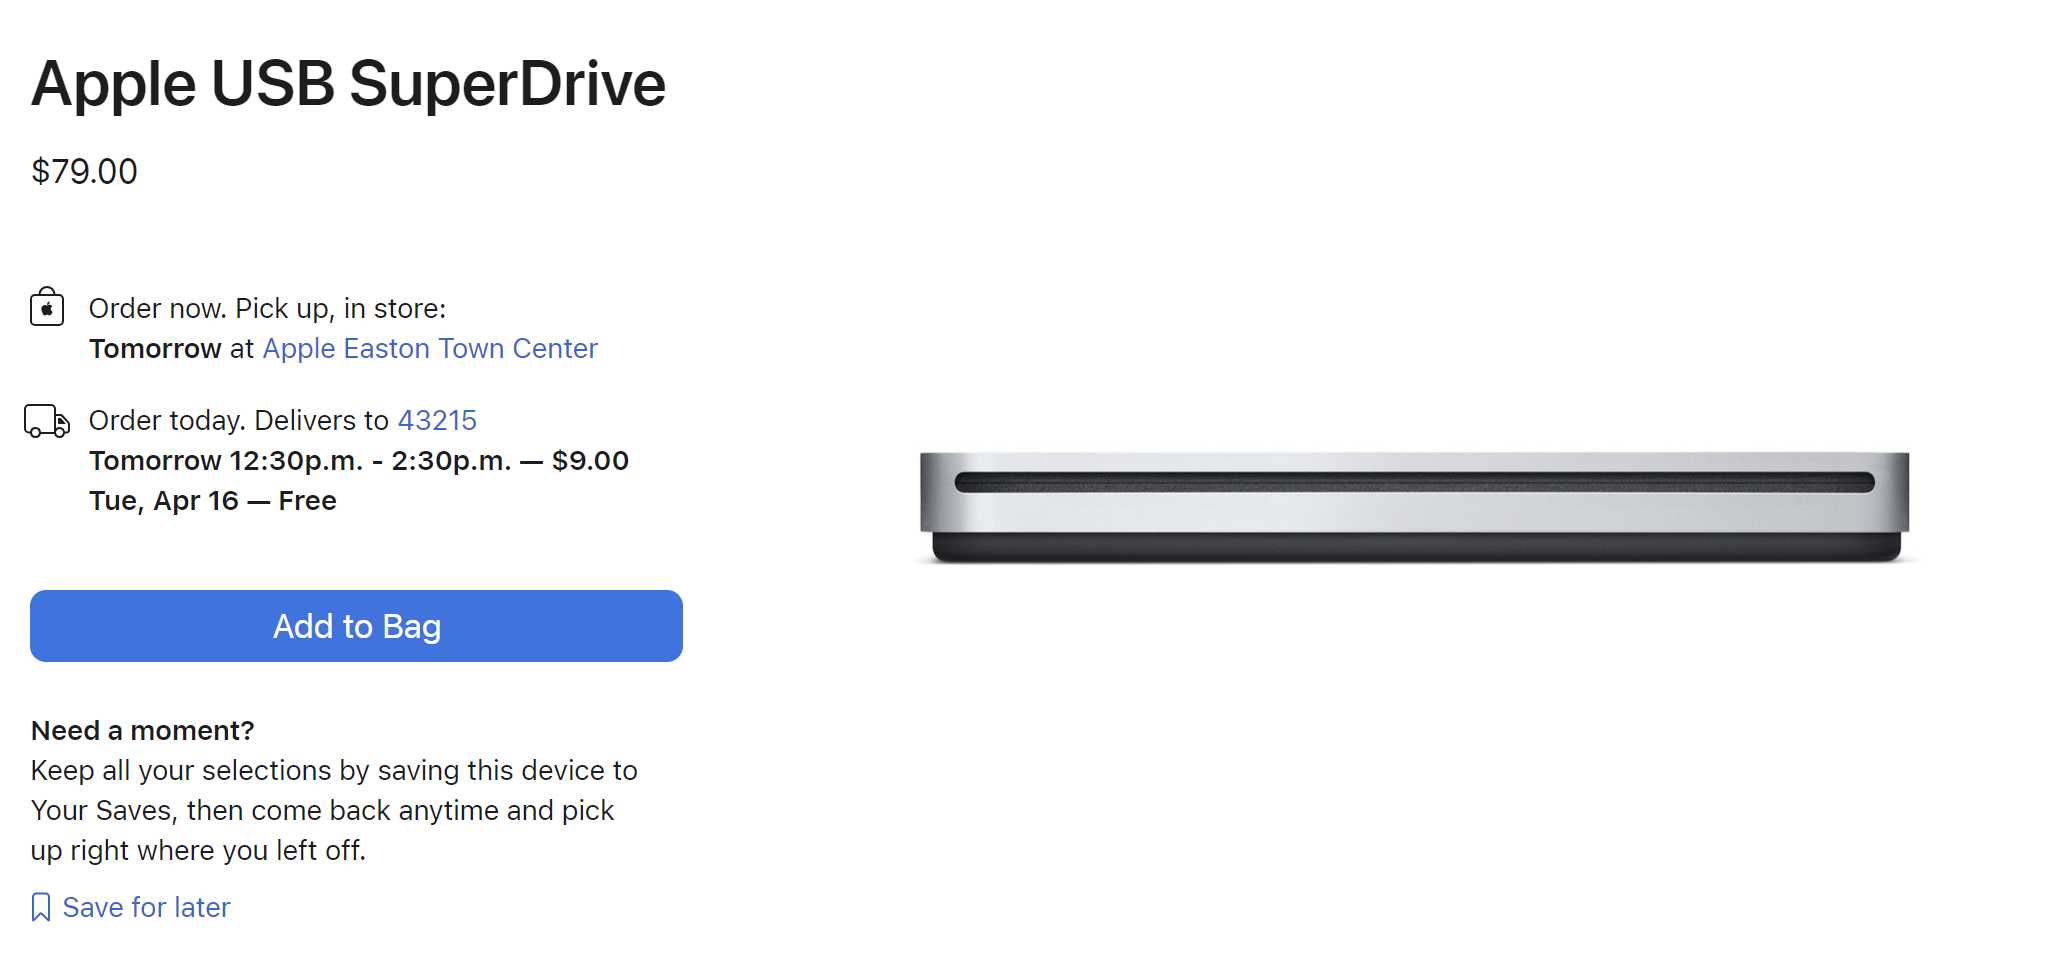 Apple USB SuperDrive
$79.00
Order now. Pick up, in store:
Tomorrow at Apple Easton Town Center
Order today. Delivers to 43215
Tomorrow 12:30p.m. - 2:30p.m. — $9.00
Tue, Apr 16 — Free
Add to Bag
Need a moment?
Keep all your selections by saving this device to
Your Saves, then come back anytime and pick
up right where you left off.
Save for later